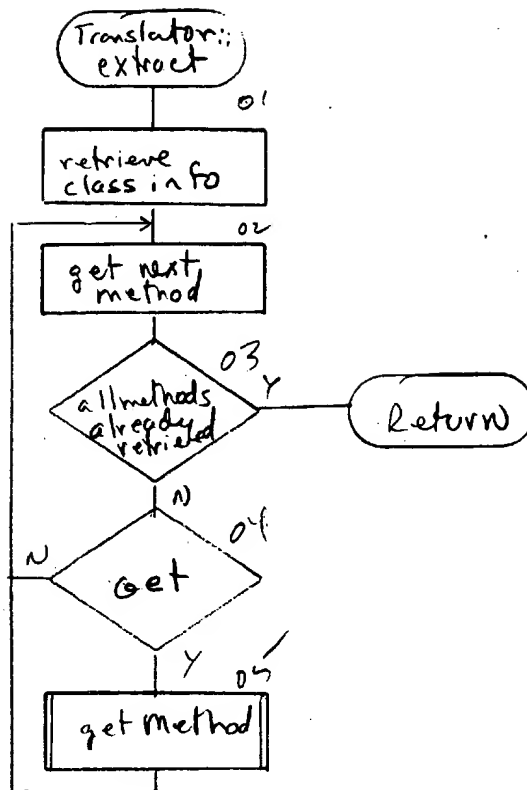 Translator::
extract
01
retrieve
class info
02
get next
method
03
all methods
already
retrieved
Y
Return
N
04
N
Get
Y
05
get Method